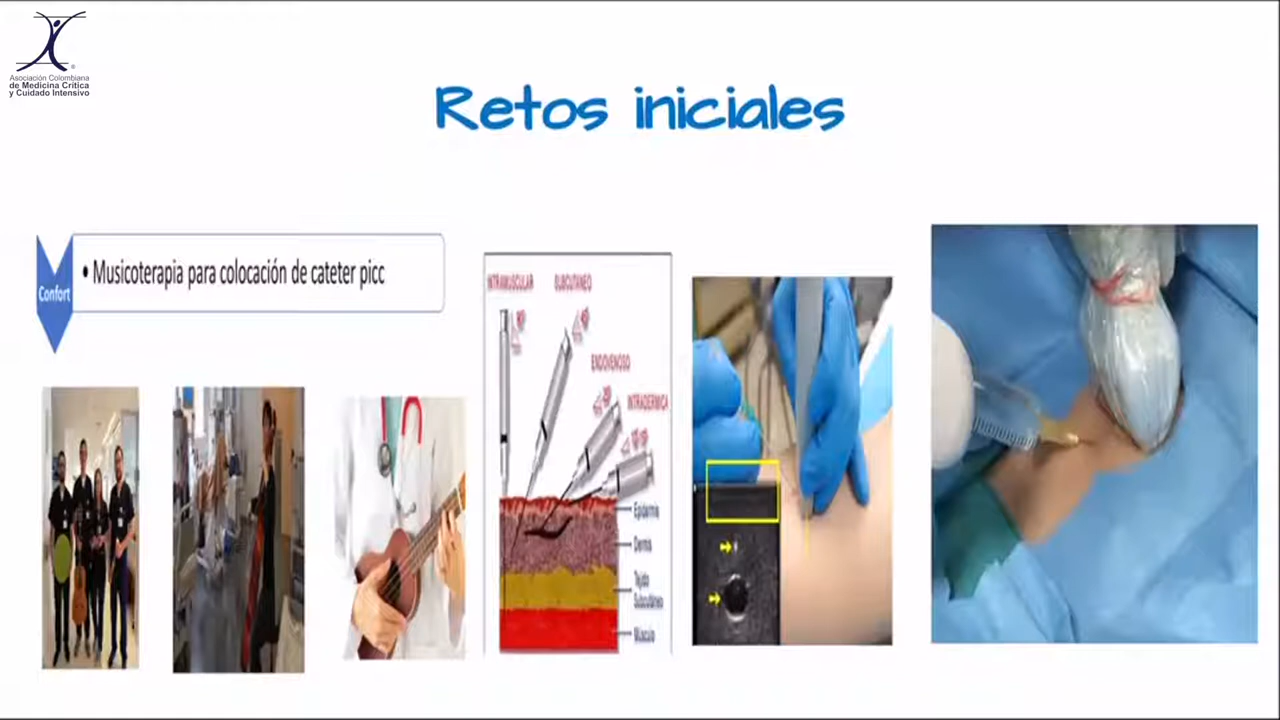 Asociación Colombiana
de Medicina Crítica
y Cuidado Intensivo
Retos iniciales
Confort
• Musicoterapia para colocación de cateter picc
INTRAMUSCULAR
SUBCUTANEO
ENDOVENOSO
INTRADERMICA
Epidermis
Dermis
Tejido
Subcutáneo
Músculo